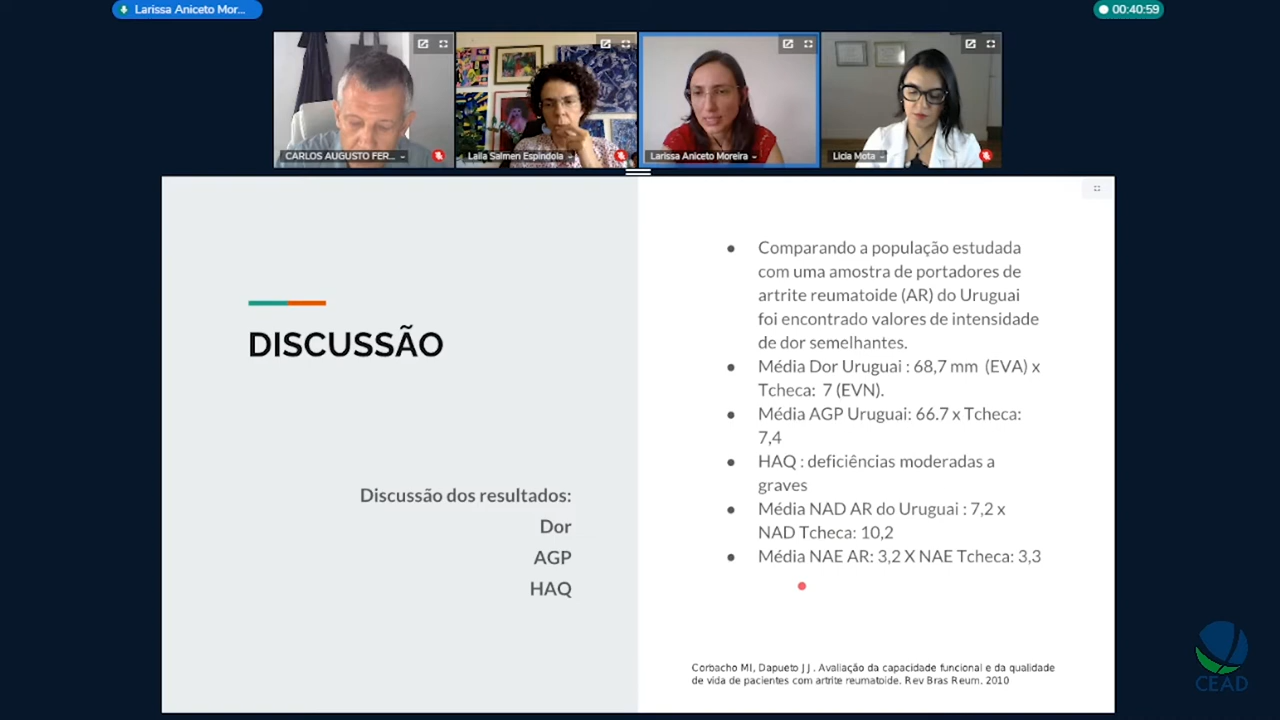 Larissa Aniceto Mor...
00:40:59
CARLOS AUGUSTO FER...
Laila Salmen Espindola
Larissa Aniceto Moreira
Licia Mota
DISCUSSÃO
Discussão dos resultados:
Dor
AGP
HAQ
● Comparando a população estudada
com uma amostra de portadores de
artrite reumatoide (AR) do Uruguai
foi encontrado valores de intensidade
de dor semelhantes.
● Média Dor Uruguai : 68,7 mm (EVA) x
Tcheca: 7 (EVN).
● Média AGP Uruguai: 66.7 x Tcheca:
7,4
● HAQ : deficiências moderadas a
graves
● Média NAD AR do Uruguai : 7,2 x
NAD Tcheca: 10,2
● Média NAE AR: 3,2 X NAE Tcheca: 3,3
Corbacho MI, Dapueto J J . Avaliação da capacidade funcional e da qualidade
de vida de pacientes com artrite reumatoide. Rev Bras Reum. 2010
CEAD